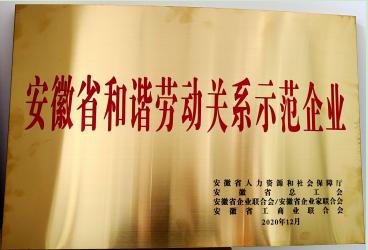 安徽省和谐劳动关系示范企业
安徽省人力资源和社会保障厅
安徽省总工会
安徽省企业联合会/安徽省企业家联合会
安徽省工商业联合会
2020年12月